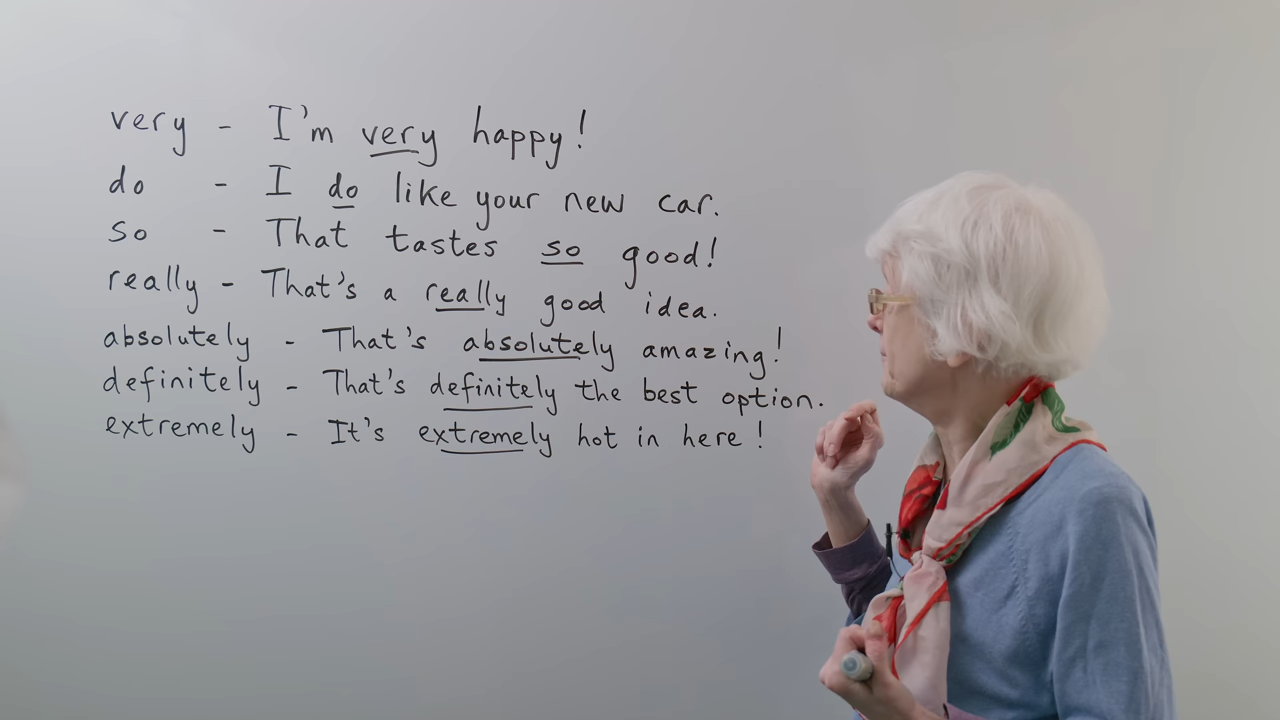 very - I'm very happy!
do - I do like your new car.
so - That tastes so good!
really - That's a really good idea.
absolutely - That's absolutely amazing!
definitely - That's definitely the best option.
extremely - It's extremely hot in here!